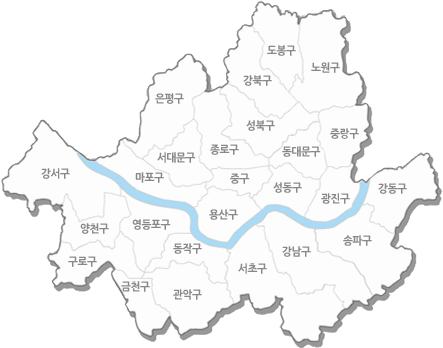 도봉구
노원구
강북구
은평구
성북구
중랑구
종로구
동대문구
서대문구
강서구
마포구
중구
성동구
광진구
강동구
용산구
양천구
영등포구
송파구
동작구
강남구
구로구
서초구
금천구
관악구